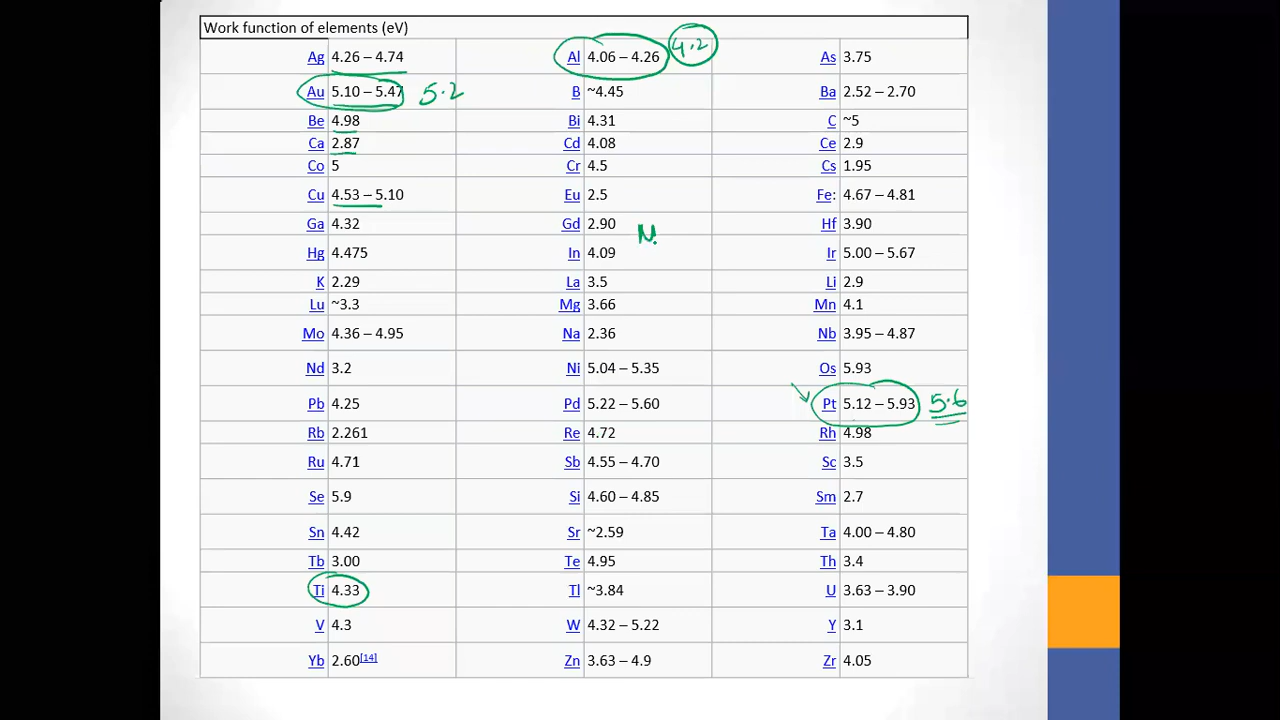 Work function of elements (eV)
Ag 4.26 – 4.74 Al 4.06 – 4.26 4.2 As 3.75
Au 5.10 – 5.47 5.2 B ~4.45 Ba 2.52 – 2.70
Be 4.98 Bi 4.31 C ~5
Ca 2.87 Cd 4.08 Ce 2.9
Co 5 Cr 4.5 Cs 1.95
Cu 4.53 – 5.10 Eu 2.5 Fe: 4.67 – 4.81
Ga 4.32 Gd 2.90 Hf 3.90
Hg 4.475 In 4.09 Ir 5.00 – 5.67
K 2.29 La 3.5 Li 2.9
Lu ~3.3 Mg 3.66 Mn 4.1
Mo 4.36 – 4.95 Na 2.36 Nb 3.95 – 4.87
Nd 3.2 Ni 5.04 – 5.35 Os 5.93
Pb 4.25 Pd 5.22 – 5.60 Pt 5.12 – 5.93 5.6
Rb 2.261 Re 4.72 Rh 4.98
Ru 4.71 Sb 4.55 – 4.70 Sc 3.5
Se 5.9 Si 4.60 – 4.85 Sm 2.7
Sn 4.42 Sr ~2.59 Ta 4.00 – 4.80
Tb 3.00 Te 4.95 Th 3.4
Ti 4.33 Tl ~3.84 U 3.63 – 3.90
V 4.3 W 4.32 – 5.22 Y 3.1
Yb 2.60[14] Zn 3.63 – 4.9 Zr 4.05